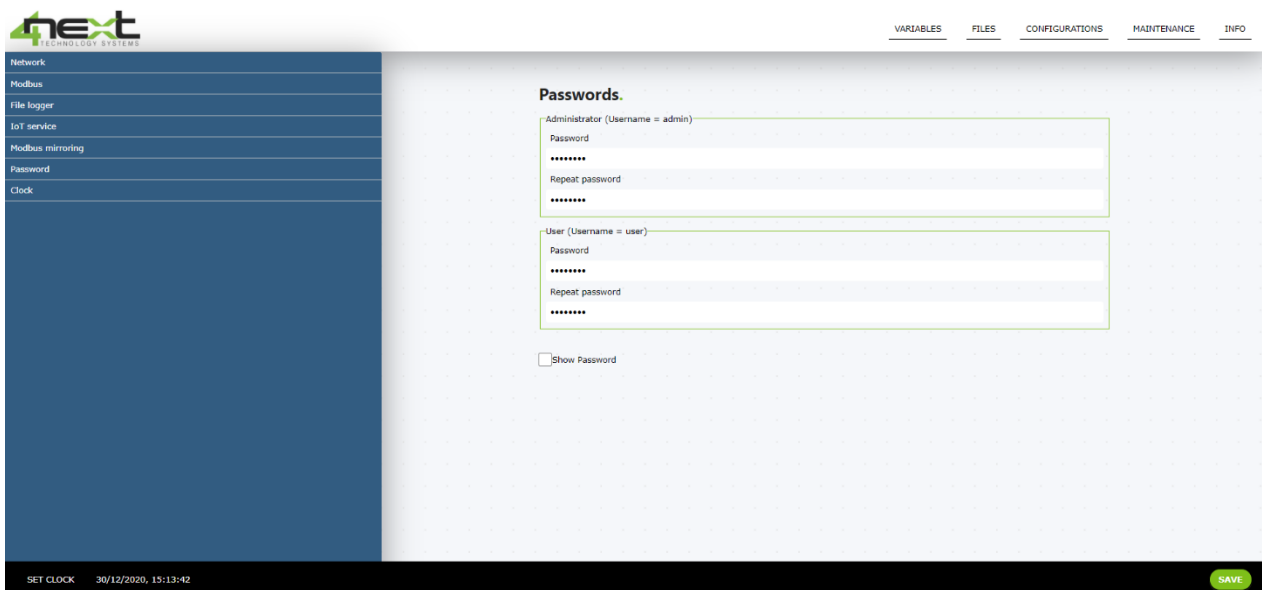 4next
TECHNOLOGY SYSTEMS
VARIABLES FILES CONFIGURATIONS MAINTENANCE INFO
Network
Modbus
File logger
IoT service
Modbus mirroring
Password
Clock
Passwords.
Administrator (Username = admin)
Password
••••••••
Repeat password
••••••••
User (Username = user)
Password
••••••••
Repeat password
••••••••
Show Password
SET CLOCK 30/12/2020, 15:13:42
SAVE